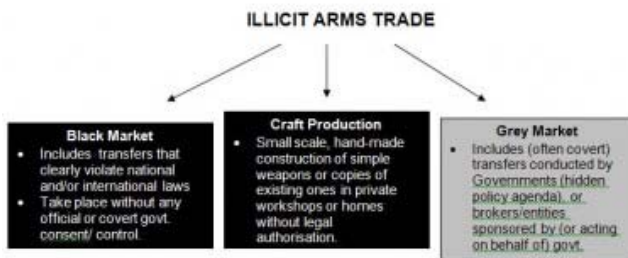 ILLICIT ARMS TRADE
Black Market
• Includes transfers that
clearly violate national
and/or international laws
• Take place without any
official or covert govt.
consent/ control.
Craft Production
• Small scale, hand-made
construction of simple
weapons or copies of
existing ones in private
workshops or homes
without legal
authorisation.
Grey Market
• Includes (often covert)
transfers conducted by
Governments (hidden
policy agenda), or
brokers/entities
sponsored by (or acting
on behalf of) govt.